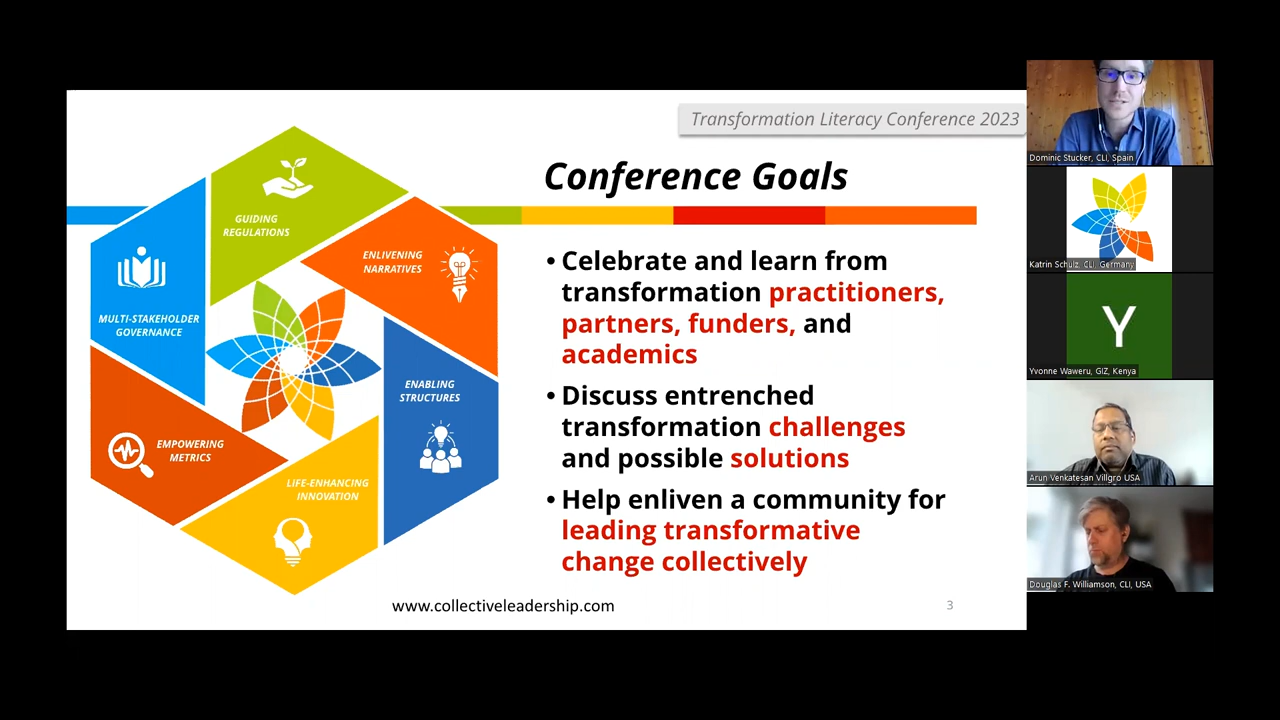 Transformation Literacy Conference 2023
Conference Goals
GUIDING
REGULATIONS
ENLIVENING
NARRATIVES
MULTI-STAKEHOLDER
GOVERNANCE
ENABLING
STRUCTURES
EMPOWERING
METRICS
LIFE-ENHANCING
INNOVATION
• Celebrate and learn from
transformation practitioners,
partners, funders, and
academics
• Discuss entrenched
transformation challenges
and possible solutions
• Help enliven a community for
leading transformative
change collectively
www.collectiveleadership.com
3
Dominic Stucker, CLI, Spain
Katrin Schulz, CLI, Germany
Y
Yvonne Waweru, GIZ, Kenya
Arun Venkatesan Villgro USA
Douglas F. Williamson, CLI, USA